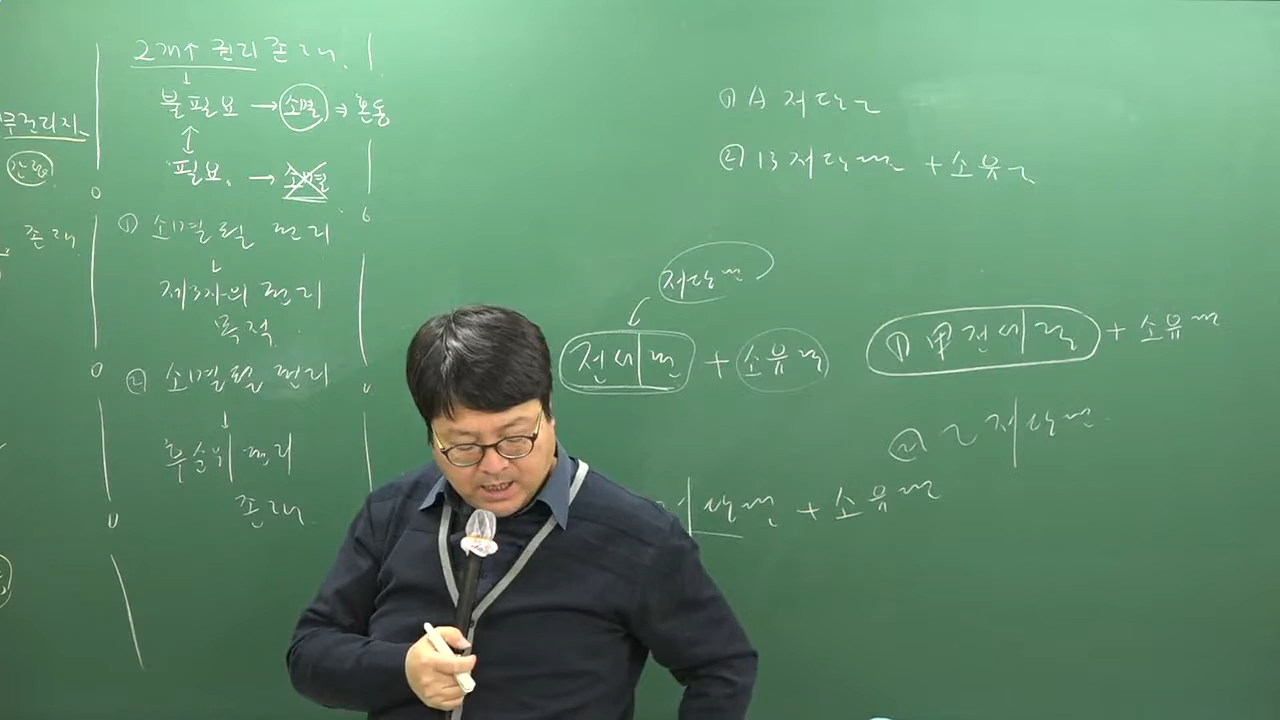 존재
2개↑ 권리 존재.
↓
불필요 → 소멸 ⇒ 혼동
↕
필요. → 소멸
① 소멸될 권리
↓
제3자의 권리
목적.
② 소멸될 권리
↓
후순위 권리
존재
① A 저당권
② B 저당권 + 소유권
저당권
전세권 + 소유권
① 甲 전세권 + 소유권
② 乙 저당권
저당권 + 소유권